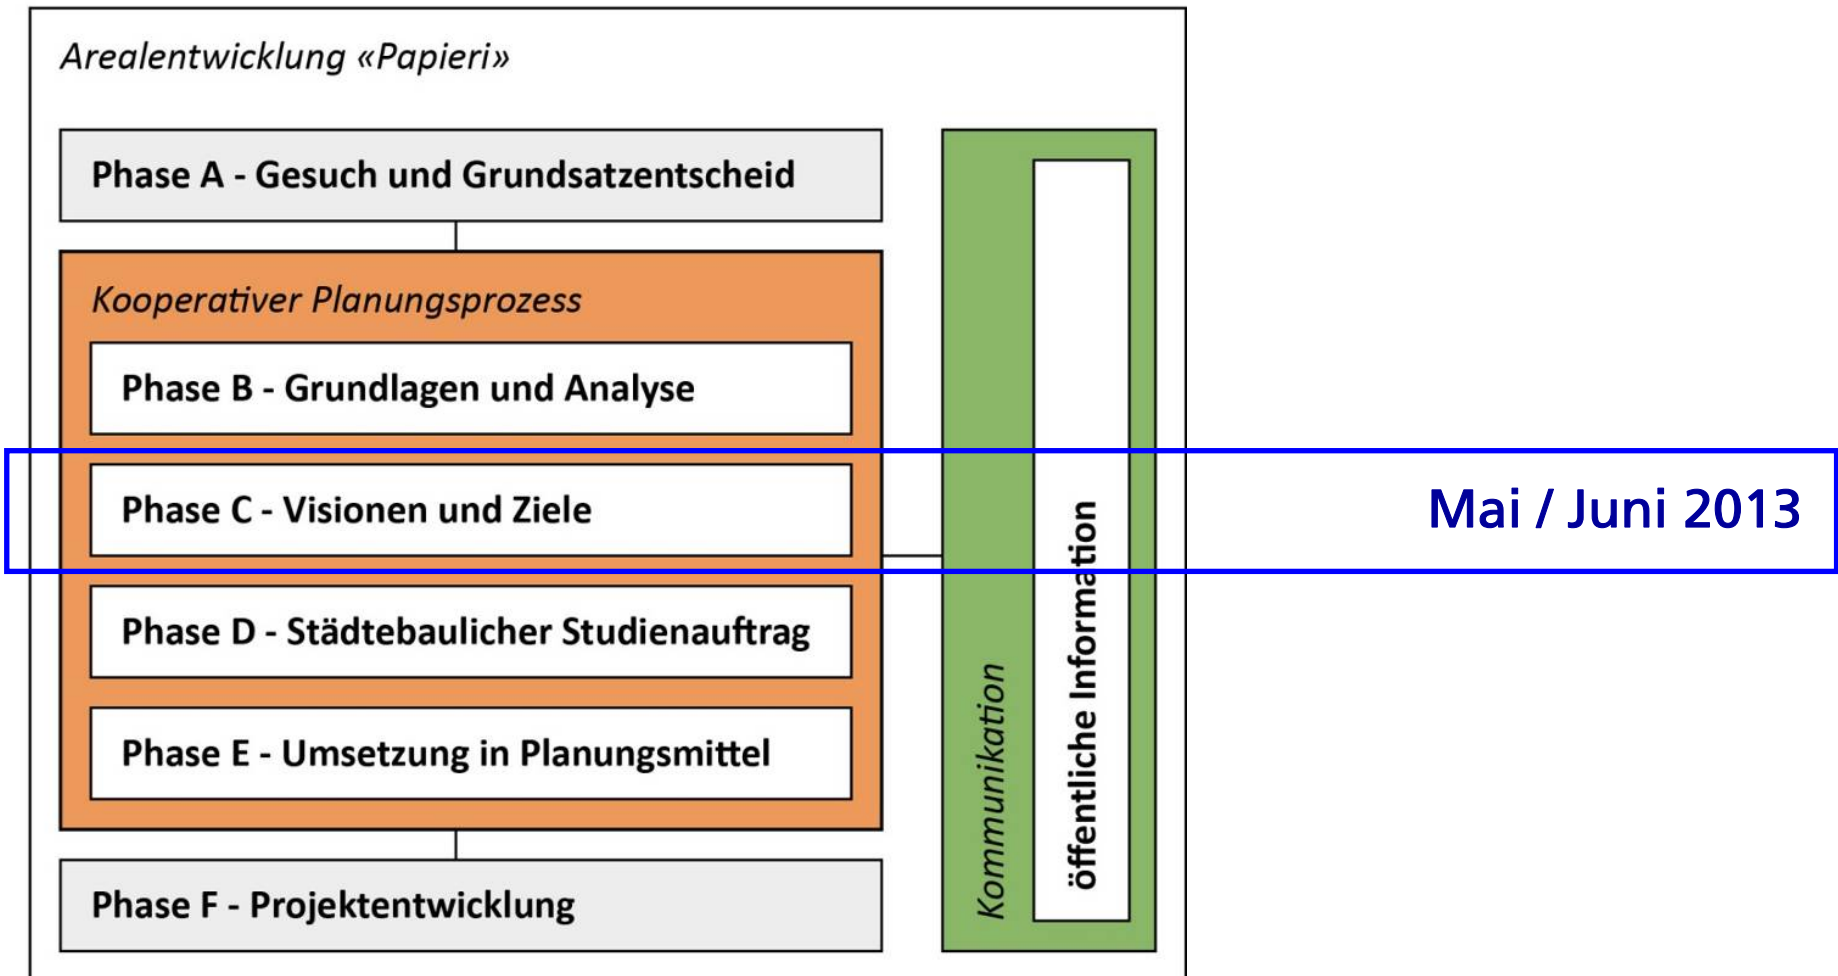 Arealentwicklung «Papieri»
Phase A - Gesuch und Grundsatzentscheid
Kooperativer Planungsprozess
Phase B - Grundlagen und Analyse
Phase C - Visionen und Ziele
Phase D - Städtebaulicher Studienauftrag
Phase E - Umsetzung in Planungsmittel
Phase F - Projektentwicklung
Kommunikation
öffentliche Information
Mai / Juni 2013